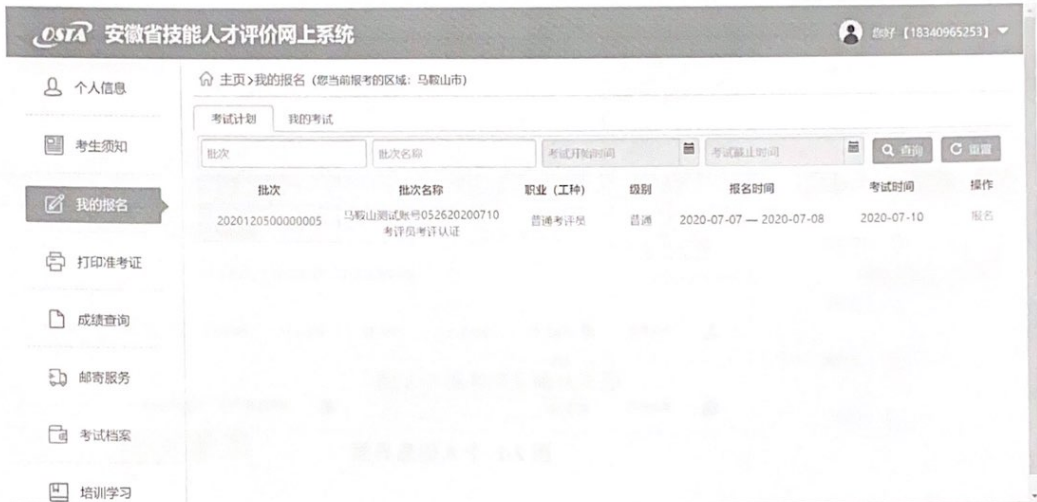 OSTA 安徽省技能人才评价网上系统
您好【18340965253】
个人信息
主页>我的报名(您当前报考的区域:马鞍山市)
考试计划 我的考试
考生须知
批次 批次名称 考试开始时间 考试截止时间 查询 重置
批次 批次名称 职业(工种) 级别 报名时间 考试时间 操作
我的报名
2020120500000005 马鞍山测试账号052620200710 普通考评员 普通 2020-07-07 — 2020-07-08 2020-07-10 报名
考评员考评认证
打印准考证
成绩查询
邮寄服务
考试档案
培训学习